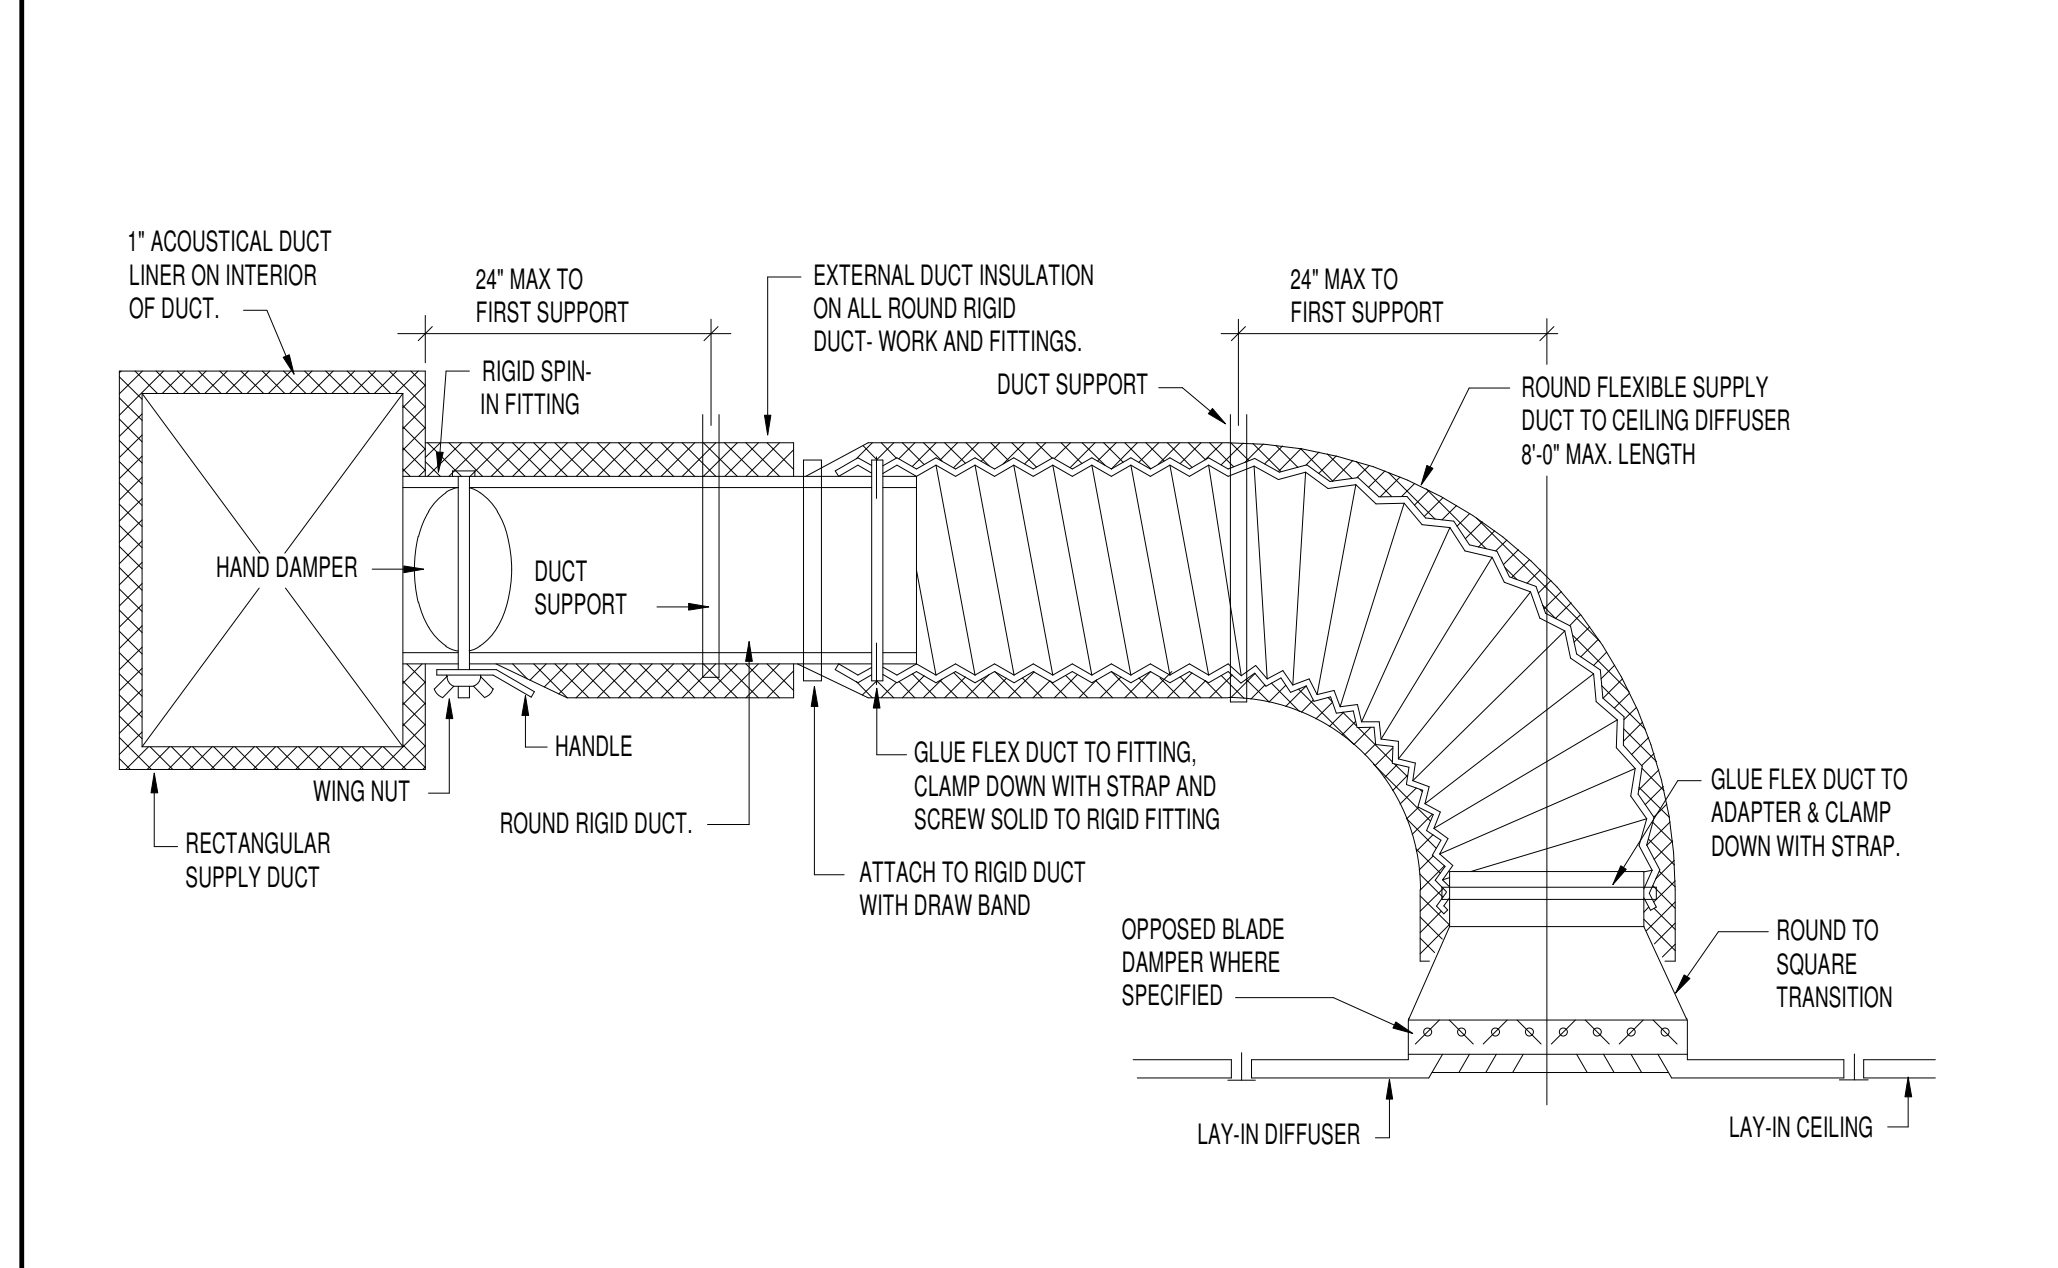 1" ACOUSTICAL DUCT
LINER ON INTERIOR
OF DUCT.
24" MAX TO
FIRST SUPPORT
EXTERNAL DUCT INSULATION
ON ALL ROUND RIGID
DUCT- WORK AND FITTINGS.
24" MAX TO
FIRST SUPPORT
RIGID SPIN-
IN FITTING
DUCT SUPPORT
ROUND FLEXIBLE SUPPLY
DUCT TO CEILING DIFFUSER
8'-0" MAX. LENGTH
HAND DAMPER
DUCT
SUPPORT
HANDLE
WING NUT
ROUND RIGID DUCT.
GLUE FLEX DUCT TO FITTING,
CLAMP DOWN WITH STRAP AND
SCREW SOLID TO RIGID FITTING
GLUE FLEX DUCT TO
ADAPTER & CLAMP
DOWN WITH STRAP.
RECTANGULAR
SUPPLY DUCT
ATTACH TO RIGID DUCT
WITH DRAW BAND
OPPOSED BLADE
DAMPER WHERE
SPECIFIED
ROUND TO
SQUARE
TRANSITION
LAY-IN DIFFUSER
LAY-IN CEILING